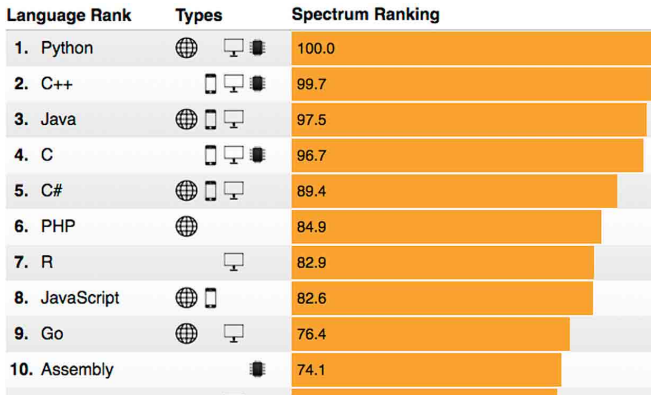 Language Rank Types Spectrum Ranking
1. Python 100.0
2. C++ 99.7
3. Java 97.5
4. C 96.7
5. C# 89.4
6. PHP 84.9
7. R 82.9
8. JavaScript 82.6
9. Go 76.4
10. Assembly 74.1